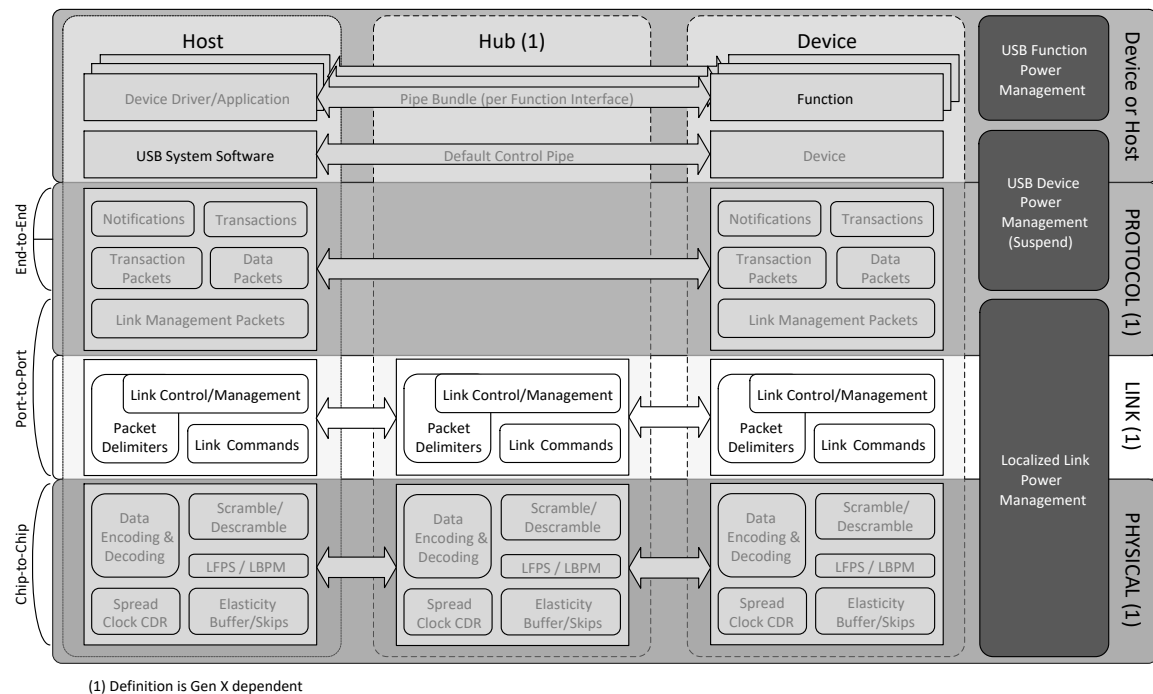 Host
Hub (1)
Device
Device Driver/Application
Pipe Bundle (per Function Interface)
Function
USB System Software
Default Control Pipe
Device
USB Function
Power
Management
Device or Host
End-to-End
Notifications
Transactions
Transaction
Packets
Data
Packets
Link Management Packets
Notifications
Transactions
Transaction
Packets
Data
Packets
Link Management Packets
USB Device
Power
Management
(Suspend)
PROTOCOL (1)
Port-to-Port
Link Control/Management
Packet
Delimiters
Link Commands
Link Control/Management
Packet
Delimiters
Link Commands
Link Control/Management
Packet
Delimiters
Link Commands
LINK (1)
Localized Link
Power
Management
Chip-to-Chip
Data
Encoding &
Decoding
Scramble/
Descramble
LFPS / LBPM
Spread
Clock CDR
Elasticity
Buffer/Skips
Data
Encoding &
Decoding
Scramble/
Descramble
LFPS / LBPM
Spread
Clock CDR
Elasticity
Buffer/Skips
Data
Encoding &
Decoding
Scramble/
Descramble
LFPS / LBPM
Spread
Clock CDR
Elasticity
Buffer/Skips
PHYSICAL (1)
(1) Definition is Gen X dependent